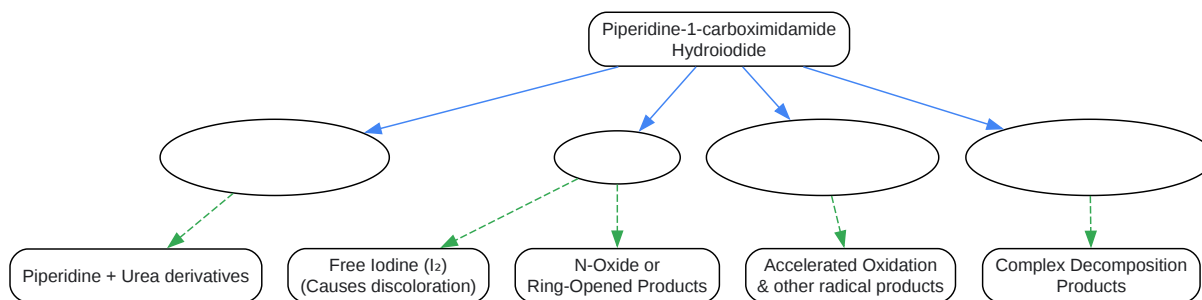 Piperidine-1-carboximidamide
Hydroiodide
Piperidine + Urea derivatives
Free Iodine (I₂)
(Causes discoloration)
N-Oxide or
Ring-Opened Products
Accelerated Oxidation
& other radical products
Complex Decomposition
Products